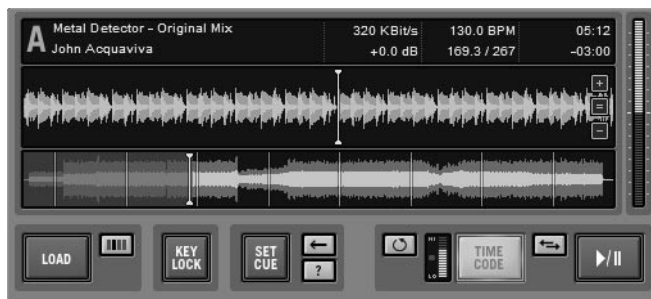 A
Metal Detector – Original Mix 320 KBit/s 130.0 BPM 05:12
John Acquaviva +0.0 dB 169.3 / 267 –03:00
+
=
−
LOAD
KEY LOCK
SET CUE
?
HI
LO
TIME CODE